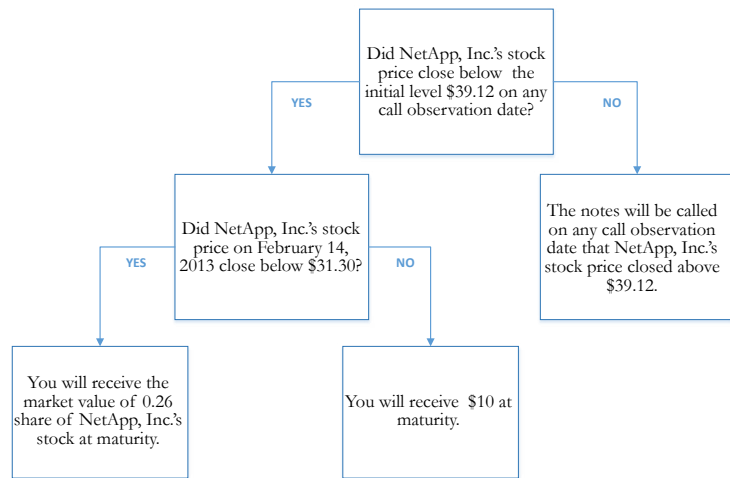 Did NetApp, Inc.'s stock
price close below the
initial level $39.12 on any
call observation date?
YES
NO
Did NetApp, Inc.'s stock
price on February 14,
2013 close below $31.30?
The notes will be called
on any call observation
date that NetApp, Inc.'s
stock price closed above
$39.12.
YES
NO
You will receive the
market value of 0.26
share of NetApp, Inc.'s
stock at maturity.
You will receive $10 at
maturity.